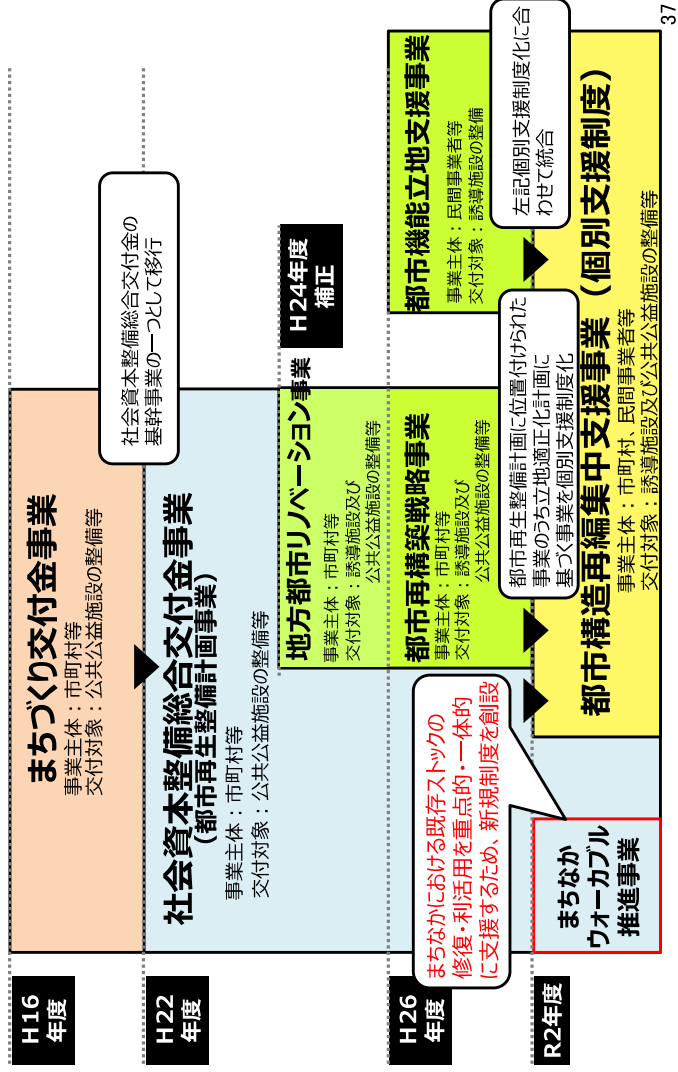 H16
年度
まちづくり交付金事業
事業主体：市町村等
交付対象：公共公益施設の整備等
社会資本整備総合交付金の
基幹事業の一つとして移行
H22
年度
社会資本整備総合交付金事業
（都市再生整備計画事業）
事業主体：市町村等
交付対象：公共公益施設の整備等
H24年度
補正
地方都市リノベーション事業
事業主体：市町村等
交付対象：誘導施設及び
公共公益施設の整備等
H26
年度
都市再構築戦略事業
事業主体：市町村等
交付対象：誘導施設及び
公共公益施設の整備等
都市機能立地支援事業
事業主体：民間事業者等
交付対象：誘導施設の整備
まちなかにおける既存ストックの
修復・利活用を重点的・一体的
に支援するため、新規制度を創設
都市再生整備計画に位置付けられた
事業のうち立地適正化計画に
基づく事業を個別支援制度化
左記個別支援制度化に合
わせて統合
R2年度
まちなか
ウォーカブル
推進事業
都市構造再編集中支援事業（個別支援制度）
事業主体：市町村、民間事業者等
交付対象：誘導施設及び公共公益施設の整備等
37